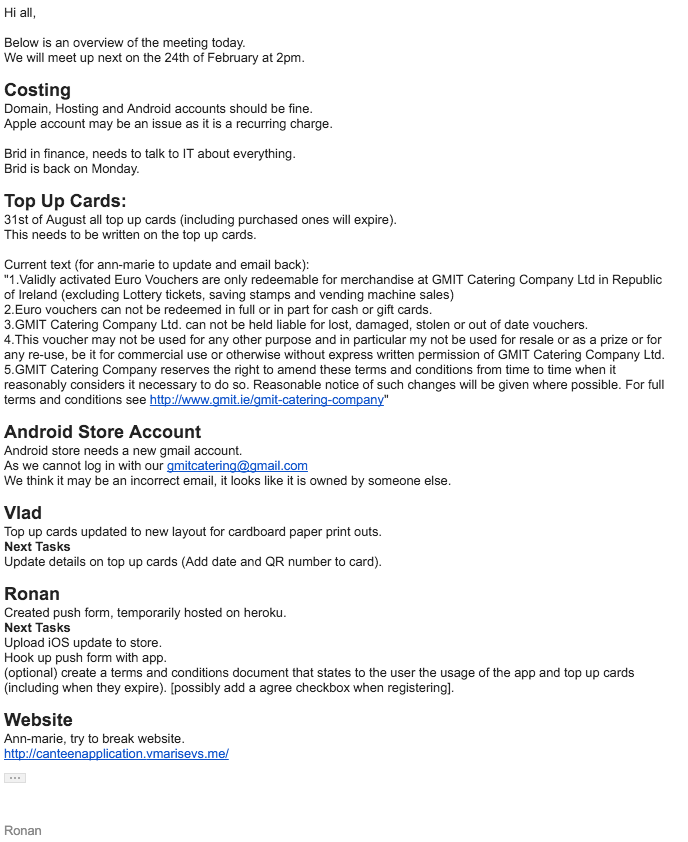 Hi all,
Below is an overview of the meeting today.
We will meet up next on the 24th of February at 2pm.
Costing
Domain, Hosting and Android accounts should be fine.
Apple account may be an issue as it is a recurring charge.
Brid in finance, needs to talk to IT about everything.
Brid is back on Monday.
Top Up Cards:
31st of August all top up cards (including purchased ones will expire).
This needs to be written on the top up cards.
Current text (for ann-marie to update and email back):
"1.Validly activated Euro Vouchers are only redeemable for merchandise at GMIT Catering Company Ltd in Republic
of Ireland (excluding Lottery tickets, saving stamps and vending machine sales)
2.Euro vouchers can not be redeemed in full or in part for cash or gift cards.
3.GMIT Catering Company Ltd. can not be held liable for lost, damaged, stolen or out of date vouchers.
4.This voucher may not be used for any other purpose and in particular my not be used for resale or as a prize or for
any re-use, be it for commercial use or otherwise without express written permission of GMIT Catering Company Ltd.
5.GMIT Catering Company reserves the right to amend these terms and conditions from time to time when it
reasonably considers it necessary to do so. Reasonable notice of such changes will be given where possible. For full
terms and conditions see http://www.gmit.ie/gmit-catering-company"
Android Store Account
Android store needs a new gmail account.
As we cannot log in with our gmitcatering@gmail.com
We think it may be an incorrect email, it looks like it is owned by someone else.
Vlad
Top up cards updated to new layout for cardboard paper print outs.
Next Tasks
Update details on top up cards (Add date and QR number to card).
Ronan
Created push form, temporarily hosted on heroku.
Next Tasks
Upload iOS update to store.
Hook up push form with app.
(optional) create a terms and conditions document that states to the user the usage of the app and top up cards
(including when they expire). [possibly add a agree checkbox when registering].
Website
Ann-marie, try to break website.
http://canteenapplication.vmarisevs.me/
Ronan